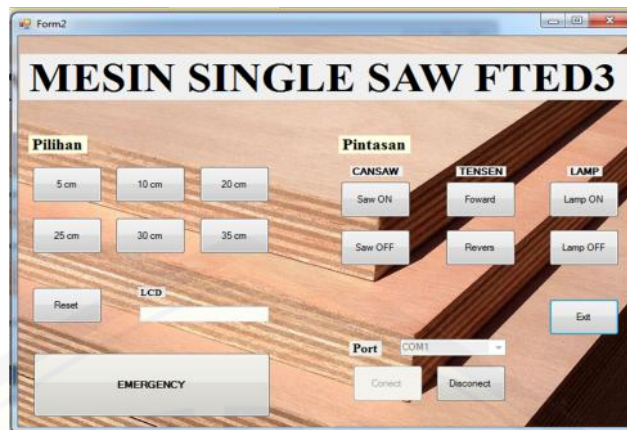 Form2
MESIN SINGLE SAW FTED3
Pilihan
Pintasan
CANSAW TENSEN LAMP
5 cm 10 cm 20 cm
Saw ON Foward Lamp ON
25 cm 30 cm 35 cm
Saw OFF Revers Lamp OFF
Reset
LCD
Exit
Port COM1
EMERGENCY
Conect Disconect